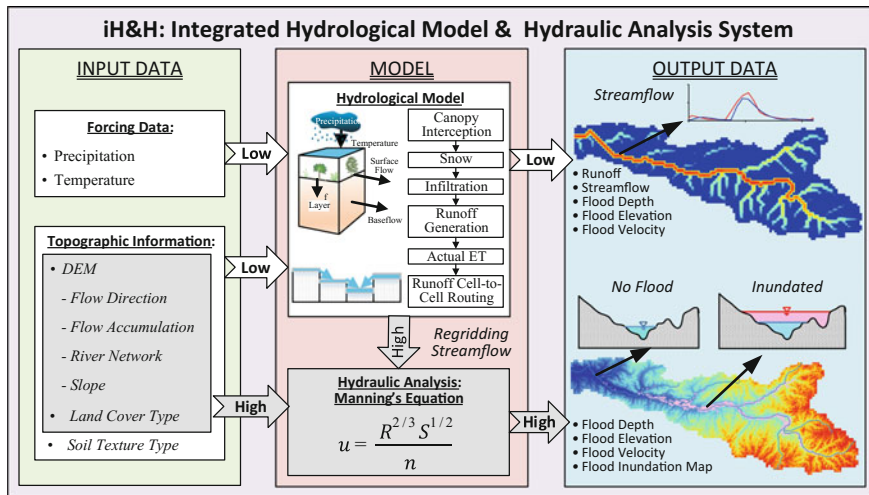 iH&H: Integrated Hydrological Model & Hydraulic Analysis System
INPUT DATA
Forcing Data:
• Precipitation
• Temperature
Low
Topographic Information:
• DEM
- Flow Direction
- Flow Accumulation
- River Network
- Slope
• Land Cover Type
• Soil Texture Type
Low
High
MODEL
Hydrological Model
Precipitation
Temperature
Surface
Flow
f
Layer
Baseflow
Canopy
Interception
Snow
Infiltration
Runoff
Generation
Actual ET
Runoff Cell-to-
Cell Routing
High
Regridding
Streamflow
Hydraulic Analysis:
Manning's Equation
u = R^2/3 S^1/2 / n
Low
High
OUTPUT DATA
Streamflow
• Runoff
• Streamflow
• Flood Depth
• Flood Elevation
• Flood Velocity
No Flood
Inundated
• Flood Depth
• Flood Elevation
• Flood Velocity
• Flood Inundation Map